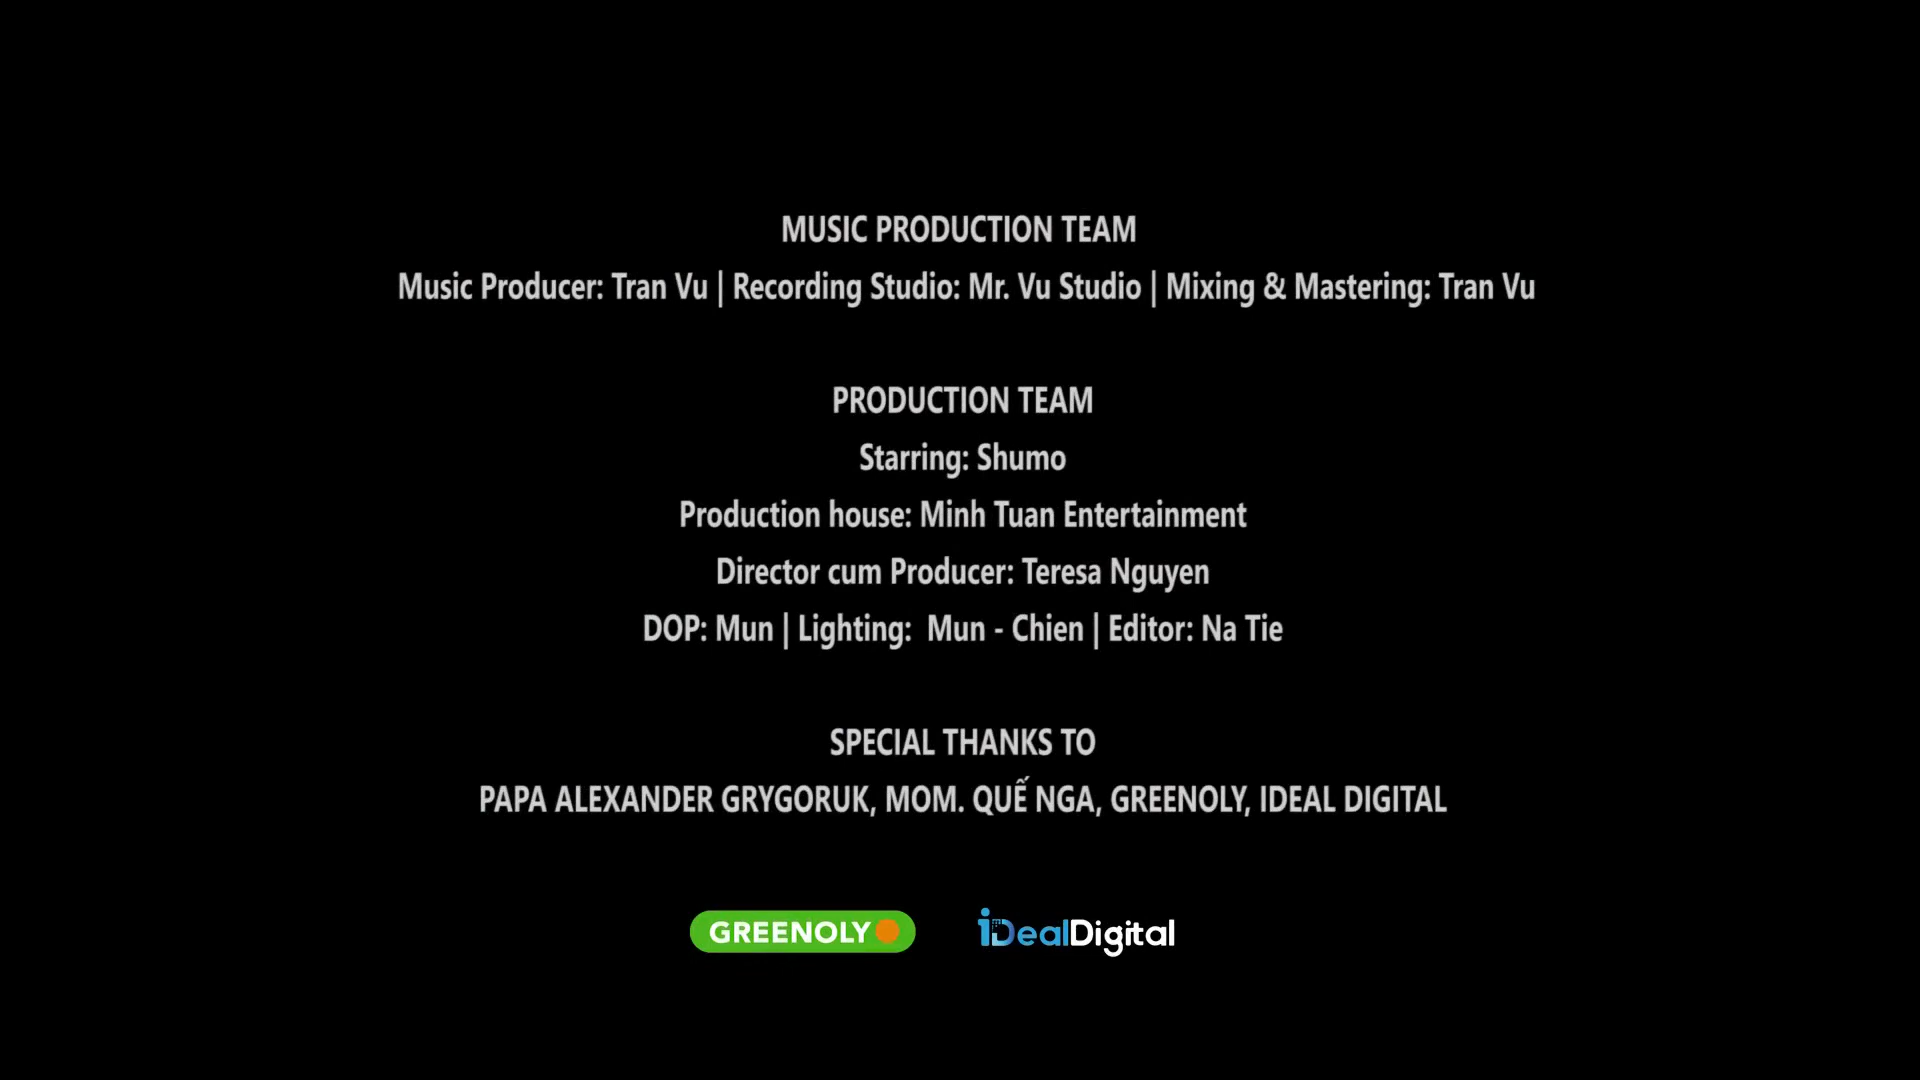 MUSIC PRODUCTION TEAM
Music Producer: Tran Vu | Recording Studio: Mr. Vu Studio | Mixing & Mastering: Tran Vu
PRODUCTION TEAM
Starring: Shumo
Production house: Minh Tuan Entertainment
Director cum Producer: Teresa Nguyen
DOP: Mun | Lighting:  Mun - Chien | Editor: Na Tie
SPECIAL THANKS TO
PAPA ALEXANDER GRYGORUK, MOM. QUẾ NGA, GREENOLY, IDEAL DIGITAL
GREENOLY
iDealDigital